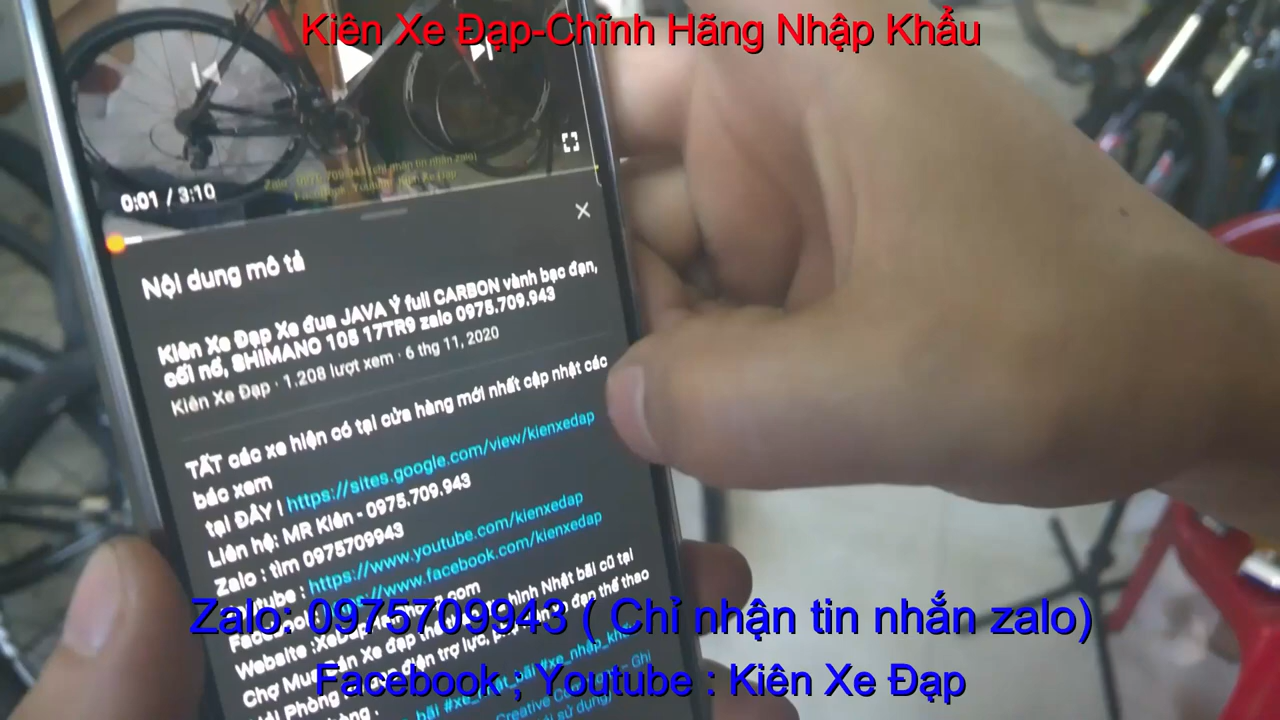 Kiên Xe Đạp-Chĩnh Hãng Nhập Khẩu
0:01 / 3:10
Nội dung mô tả
Kiên Xe Đạp Xe đua JAVA Ý full CARBON vành bạc đạn,
cối nổ, SHIMANO 105 17TR9 zalo 0975.709.943
Kiên Xe Đạp · 1.208 lượt xem · 6 thg 11, 2020
TẤT các xe hiện có tại cửa hàng mới nhất cập nhật các
bác xem
tại ĐÂY | https://sites.google.com/view/kienxedap
Liên hệ: MR Kiên - 0975.709.943
Zalo : tìm 0975709943
https://www.youtube.com/kienxedap
www.facebook.com/kienxedap
Website
Zalo: 0975709943 ( Chỉ nhận tin nhắn zalo)
Facebook ; Youtube : Kiên Xe Đạp